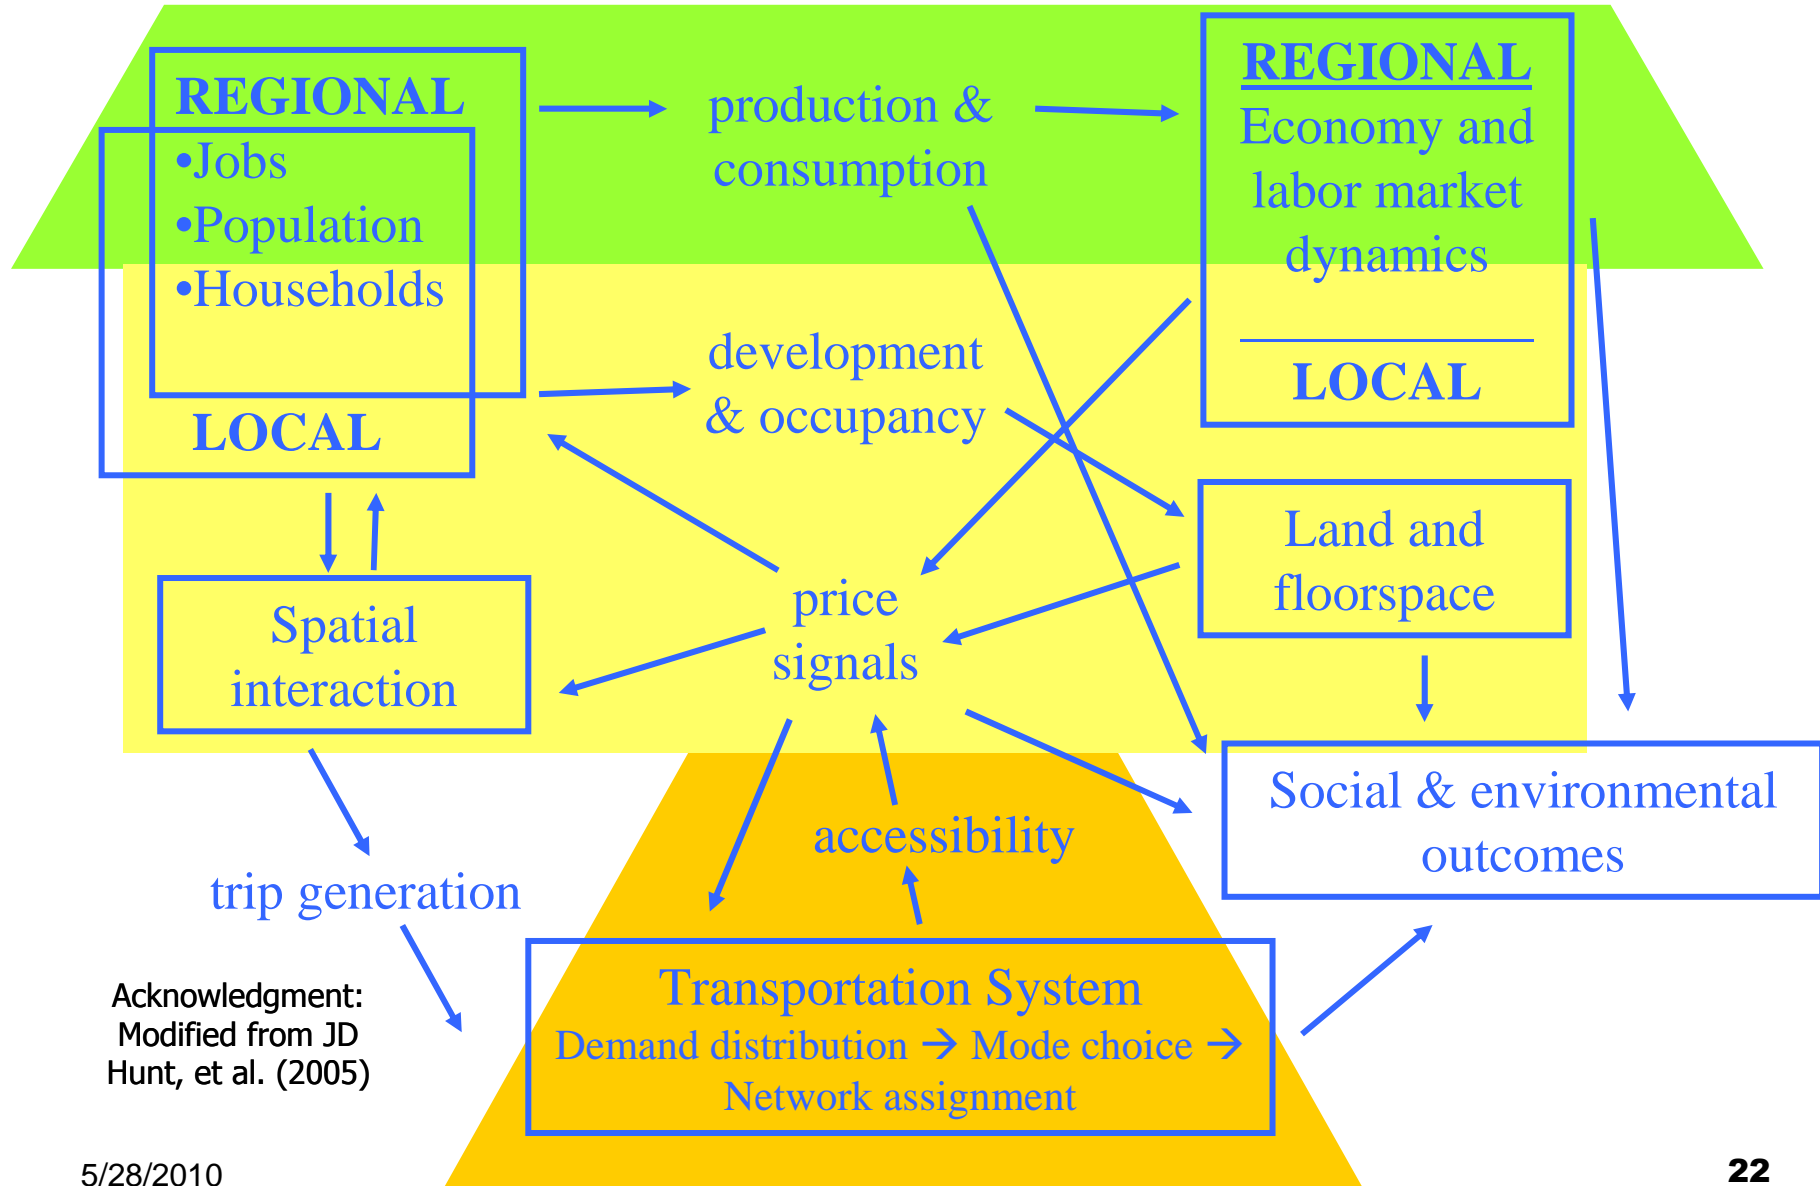 REGIONAL
•Jobs
•Population
•Households
LOCAL
production &
consumption
REGIONAL
Economy and
labor market
dynamics
LOCAL
development
& occupancy
Land and
floorspace
price
signals
Spatial
interaction
Social & environmental
outcomes
accessibility
trip generation
Transportation System
Demand distribution → Mode choice →
Network assignment
Acknowledgment:
Modified from JD
Hunt, et al. (2005)
5/28/2010
22